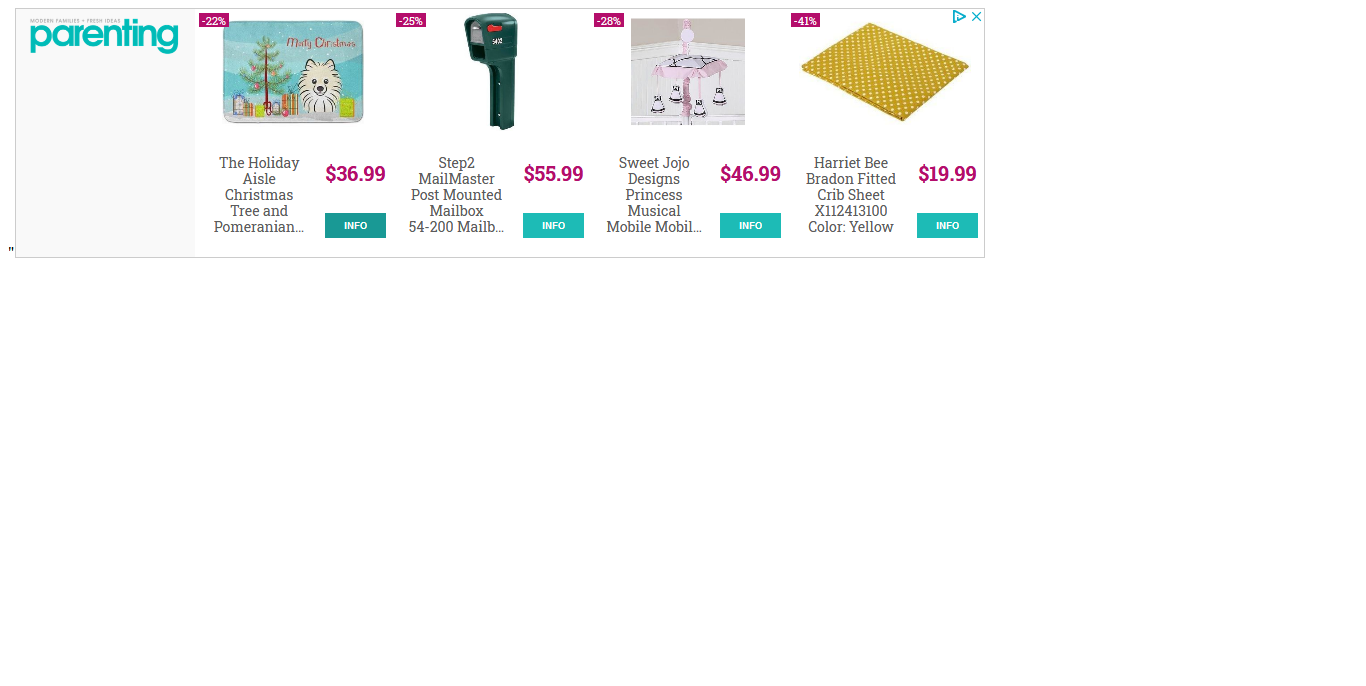 MODERN FAMILIES + FRESH IDEAS
parenting
-22%
Merry Christmas
The Holiday
Aisle
Christmas
Tree and
Pomeranian...
$36.99
INFO
-25%
5402
Step2
MailMaster
Post Mounted
Mailbox
54-200 Mailb...
$55.99
INFO
-28%
Sweet Jojo
Designs
Princess
Musical
Mobile Mobil...
$46.99
INFO
-41%
Harriet Bee
Bradon Fitted
Crib Sheet
X112413100
Color: Yellow
$19.99
INFO
"